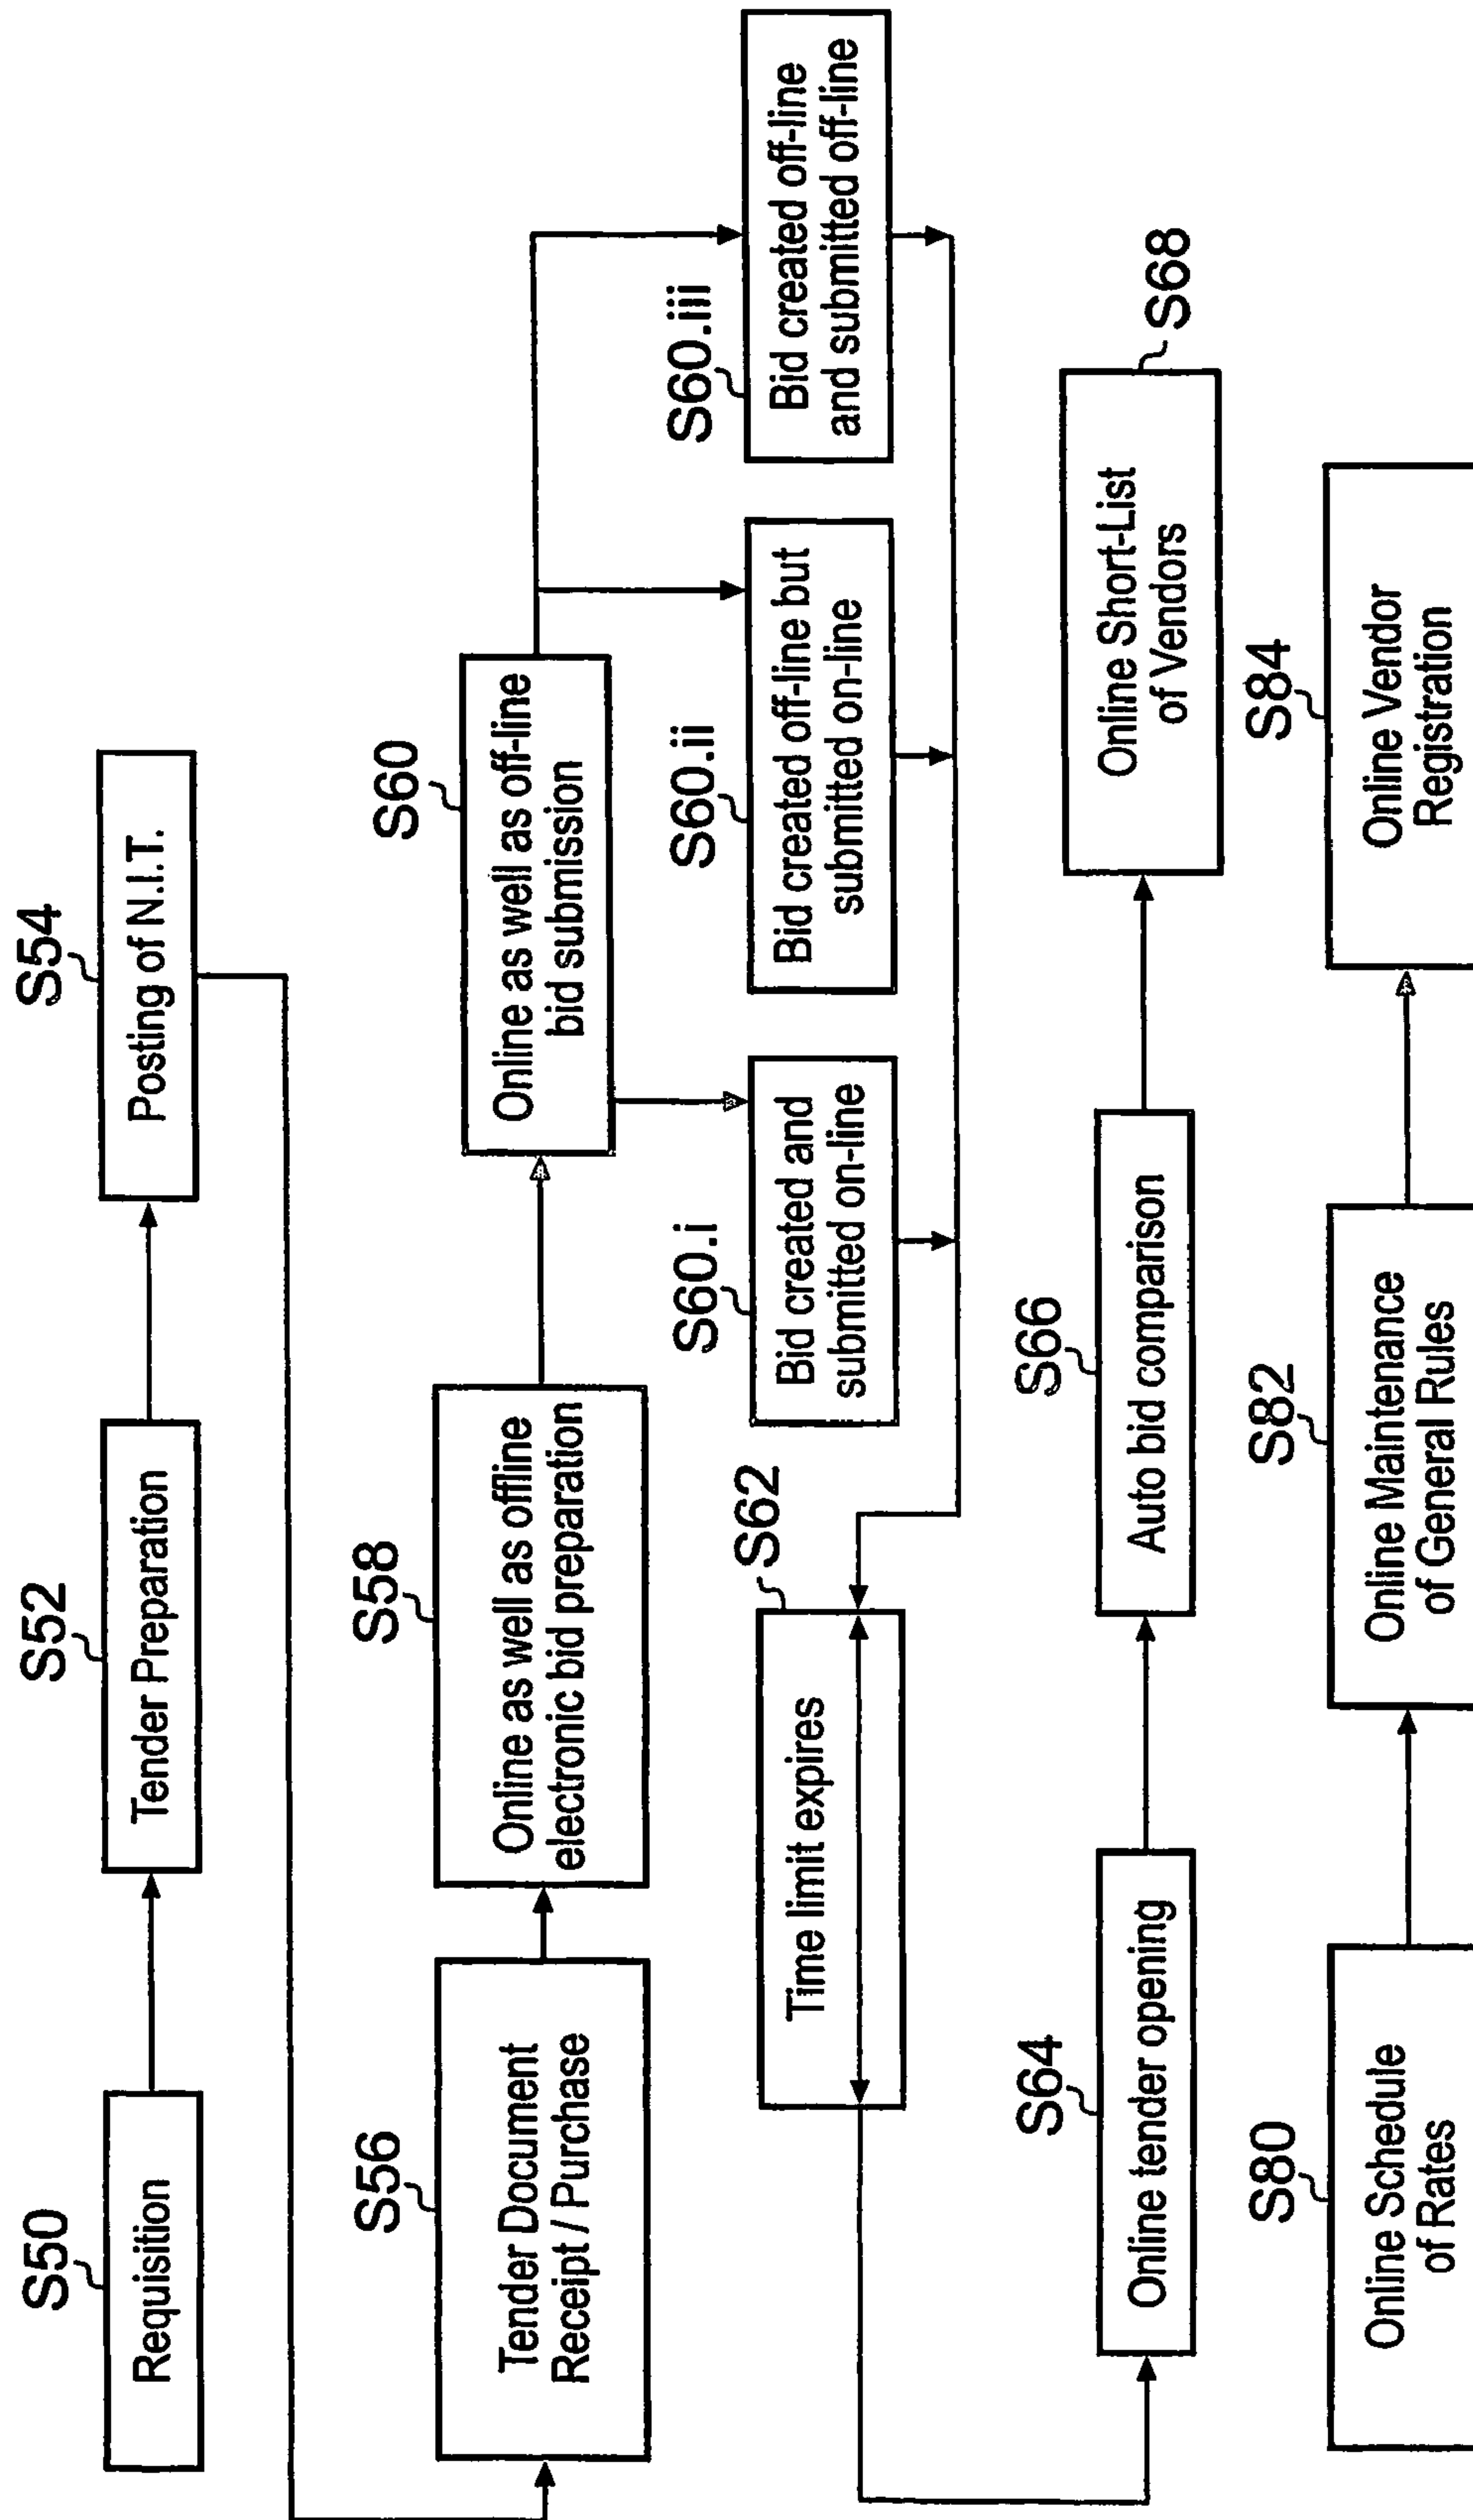 S50
Requisition
S52
Tender Preparation
S54
Posting of N.I.T.
S56
Tender Document
Receipt / Purchase
S58
Online as well as offline
electronic bid preparation
S60
Online as well as off-line
bid submission
S60.i
Bid created and
submitted on-line
S60.ii
Bid created off-line but
submitted on-line
S60.iii
Bid created off-line
and submitted off-line
S62
Time limit expires
S64
Online tender opening
S66
Auto bid comparison
S68
Online Short-List
of Vendors
S80
Online Schedule
of Rates
S82
Online Maintenance
of General Rules
S84
Online Vendor
Registration